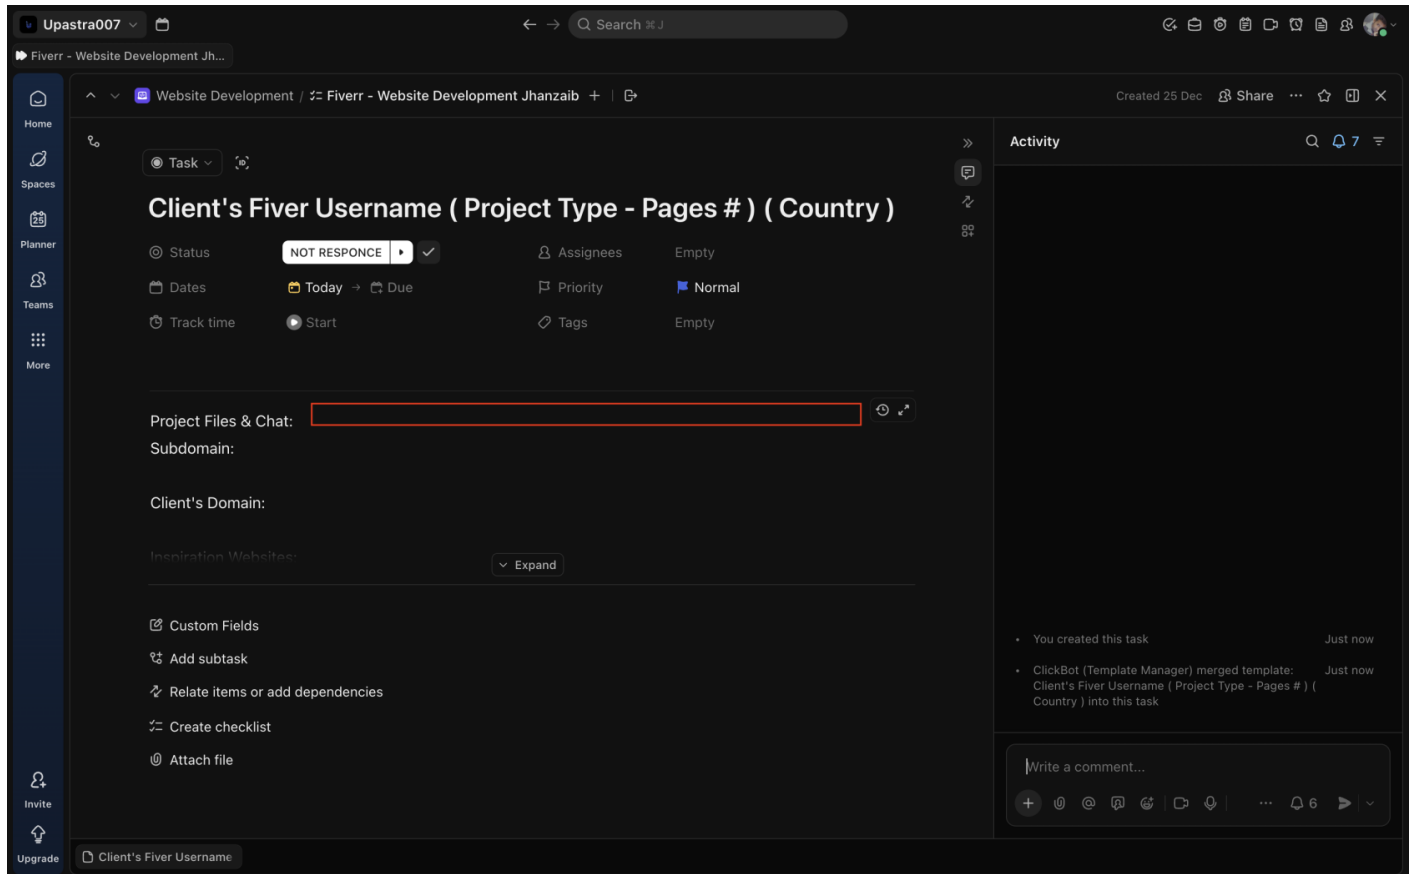 Upastra007
Search ⌘ J
Fiverr - Website Development Jh...
Website Development / Fiverr - Website Development Jhanzaib
Created 25 Dec
Share
Home
Spaces
25
Planner
Teams
More
Invite
Upgrade
Task
Client's Fiver Username ( Project Type - Pages # ) ( Country )
Status
NOT RESPONCE
Assignees
Empty
Dates
Today → Due
Priority
Normal
Track time
Start
Tags
Empty
Project Files & Chat:
Subdomain:
Client's Domain:
Inspiration Websites:
Expand
Custom Fields
Add subtask
Relate items or add dependencies
Create checklist
Attach file
Activity
7
You created this task
Just now
ClickBot (Template Manager) merged template:
Just now
Client's Fiver Username ( Project Type - Pages # ) (
Country ) into this task
Write a comment...
6
Client's Fiver Username